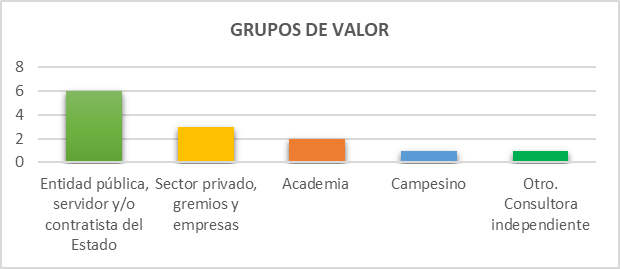 GRUPOS DE VALOR
8
6
4
2
0
Entidad pública,
servidor y/o
contratista del
Estado
Sector privado,
gremios y
empresas
Academia
Campesino
Otro.
Consultora
independiente